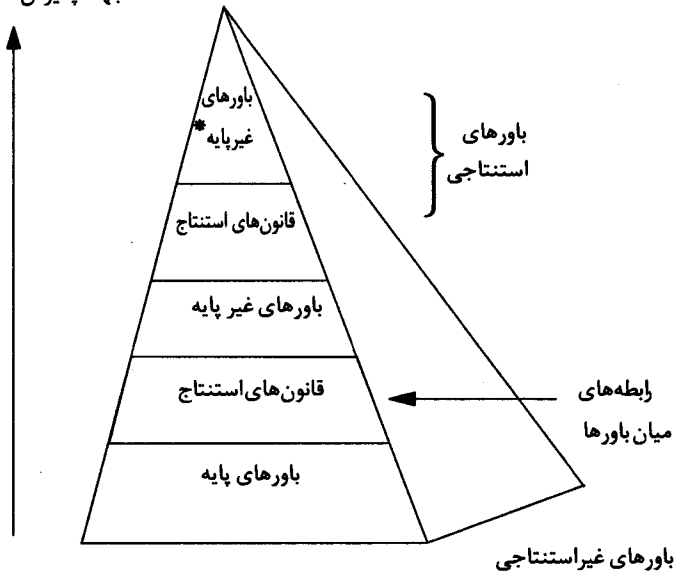 باورهای
غیرپایه*
باورهای
استنتاجی
قانون‌های استنتاج
باورهای غیر پایه
قانون‌های استنتاج
رابطه‌های
میان باورها
باورهای پایه
باورهای غیراستنتاجی